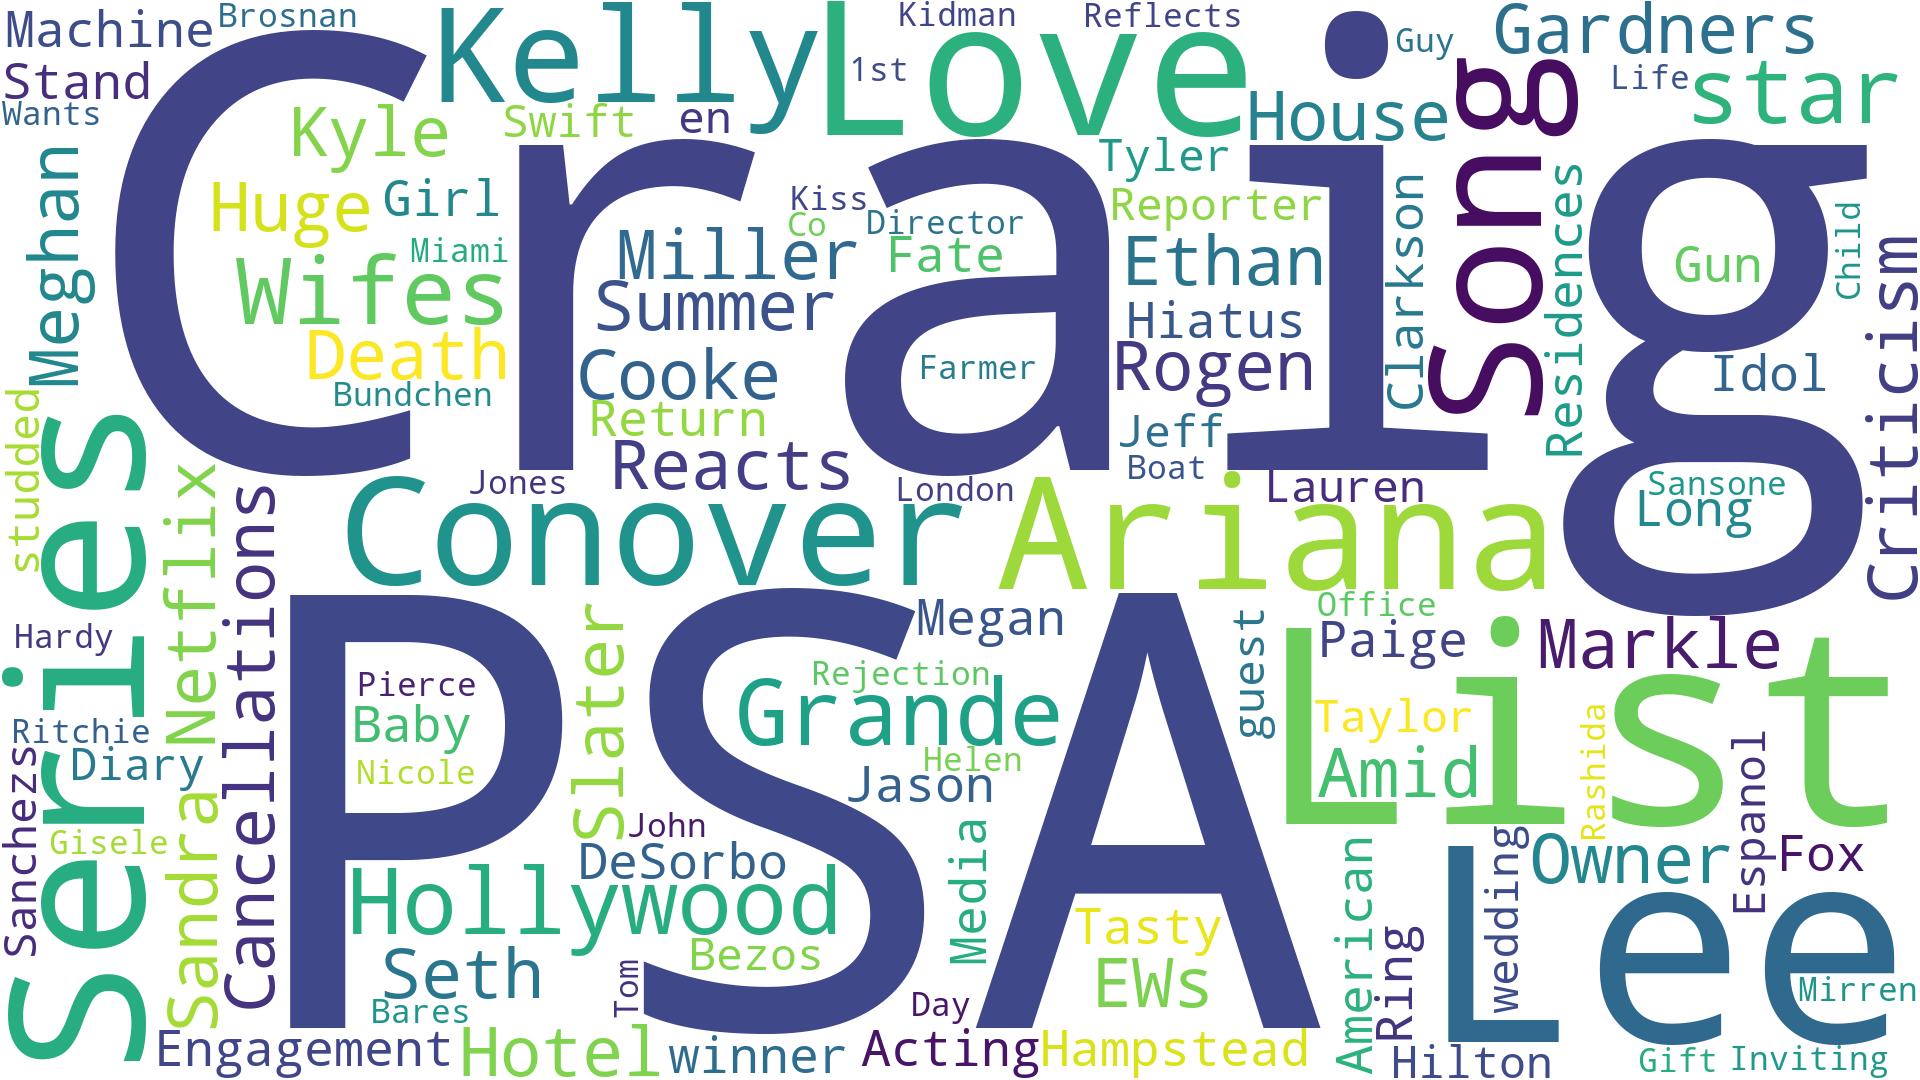 Machine
Brosnan
Kelly
Love
Kidman
Reflects
Guy
Gardners
Stand
1st
Life
star
Wants
Craig
Kyle
Swift
en
House
Song
Meghan
Huge
Girl
Kiss
Co
Director
Tyler
Reporter
Clarkson
Residences
Child
Miami
Wifes
Miller
Fate
Ethan
Gun
Criticism
Summer
Hiatus
Death
Bundchen
Cooke
Farmer
Rogen
Idol
Return
Jeff
studded
Series
Reacts
Boat
Netflix
Cancellations
Jones
London
Lauren
Sansone
Long
Conover
Ariana
Hardy
PSA
Slater
Megan
guest
Office
Paige
Markle
List
Pierce
Rejection
Ritchie
Baby
Grande
Taylor
Rashida
Espanol
Sanchezs
Diary
Nicole
Helen
Jason
Amid
Gisele
Sandra
John
DeSorbo
Media
American
wedding
Owner
Fox
Lee
Hollywood
Tasty
Seth
Bezos
Tom
EWs
Ring
Mirren
Bares
Day
Engagement
Hotel
winner
Acting
Hampstead
Hilton
Gift
Inviting